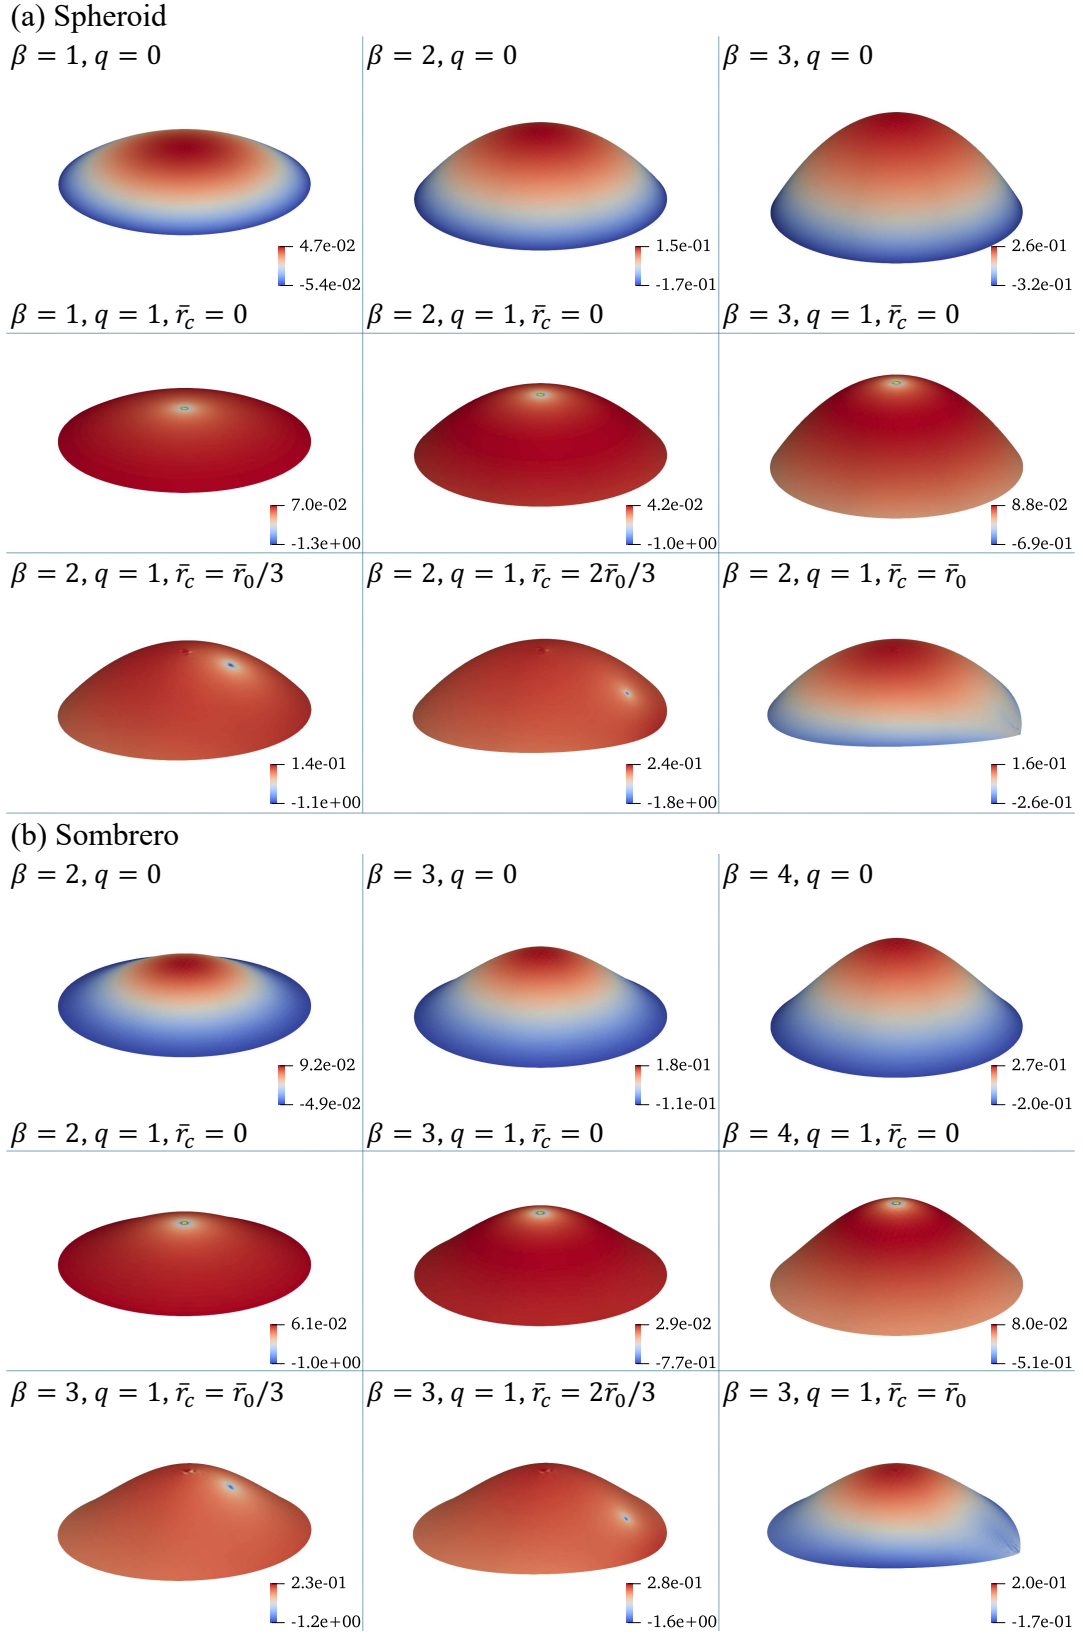 (a) Spheroid
β = 1, q = 0
β = 2, q = 0
β = 3, q = 0
4.7e-02
-5.4e-02
1.5e-01
-1.7e-01
2.6e-01
-3.2e-01
β = 1, q = 1, r̄c = 0
β = 2, q = 1, r̄c = 0
β = 3, q = 1, r̄c = 0
7.0e-02
-1.3e+00
4.2e-02
-1.0e+00
8.8e-02
-6.9e-01
β = 2, q = 1, r̄c = r̄0/3
β = 2, q = 1, r̄c = 2r̄0/3
β = 2, q = 1, r̄c = r̄0
1.4e-01
-1.1e+00
2.4e-01
-1.8e+00
1.6e-01
-2.6e-01
(b) Sombrero
β = 2, q = 0
β = 3, q = 0
β = 4, q = 0
9.2e-02
-4.9e-02
1.8e-01
-1.1e-01
2.7e-01
-2.0e-01
β = 2, q = 1, r̄c = 0
β = 3, q = 1, r̄c = 0
β = 4, q = 1, r̄c = 0
6.1e-02
-1.0e+00
2.9e-02
-7.7e-01
8.0e-02
-5.1e-01
β = 3, q = 1, r̄c = r̄0/3
β = 3, q = 1, r̄c = 2r̄0/3
β = 3, q = 1, r̄c = r̄0
2.3e-01
-1.2e+00
2.8e-01
-1.6e+00
2.0e-01
-1.7e-01